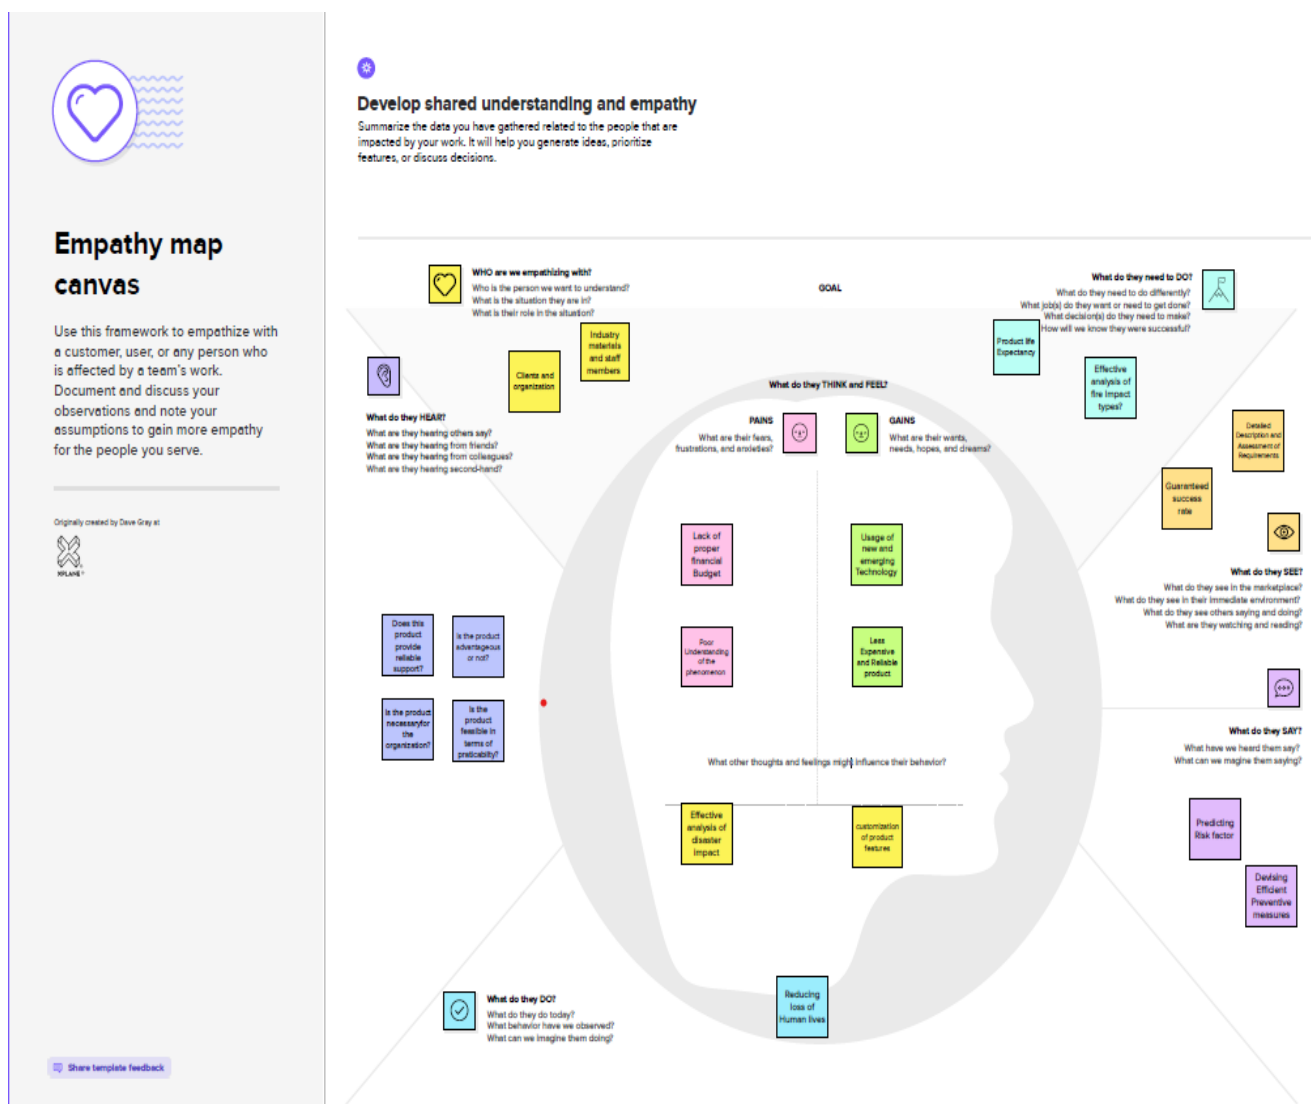 Empathy map
canvas
Use this framework to empathize with
a customer, user, or any person who
is affected by a team's work.
Document and discuss your
observations and note your
assumptions to gain more empathy
for the people you serve.
Originally created by Dave Gray at
XPLANE
Share template feedback
Develop shared understanding and empathy
Summarize the data you have gathered related to the people that are
impacted by your work. It will help you generate ideas, prioritize
features, or discuss decisions.
WHO are we empathizing with?
Who is the person we want to understand?
What is the situation they are in?
What is their role in the situation?
Industry
materials
and staff
members
Clients and
organization
GOAL
What do they need to DO?
What do they need to do differently?
What job(s) do they want or need to get done?
What decision(s) do they need to make?
How will we know they were successful?
Product life
Expectancy
Effective
analysis of
fire impact
types?
What do they HEAR?
What are they hearing others say?
What are they hearing from friends?
What are they hearing from colleagues?
What are they hearing second-hand?
Does this
product
provide
reliable
support?
Is the product
advantageous
or not?
Is the product
necessaryfor
the
organization?
Is the
product
feasible in
terms of
praticability?
What do they THINK and FEEL?
PAINS
What are their fears,
frustrations, and anxieties?
GAINS
What are their wants,
needs, hopes, and dreams?
Lack of
proper
financial
Budget
Usage of
new and
emerging
Technology
Poor
Understanding
of the
phenomenon
Less
Expensive
and Reliable
product
What other thoughts and feelings might influence their behavior?
Effective
analysis of
disaster
impact
customization
of product
features
Detailed
Description and
Assessment of
Requirements
Guaranteed
success
rate
What do they SEE?
What do they see in the marketplace?
What do they see in their immediate environment?
What do they see others saying and doing?
What are they watching and reading?
What do they SAY?
What have we heard them say?
What can we magine them saying?
Predicting
Risk factor
Devising
Efficient
Preventive
measures
What do they DO?
What do they do today?
What behavior have we observed?
What can we imagine them doing?
Reducing
loss of
Human lives